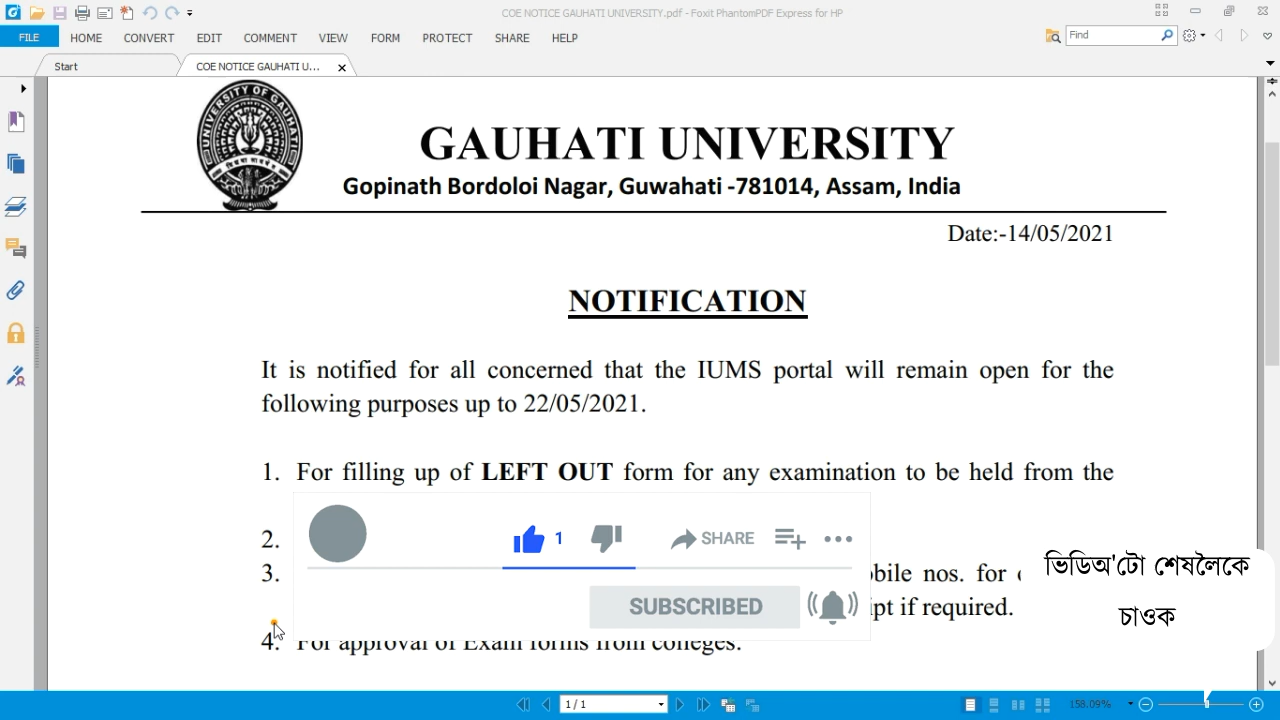 COE NOTICE GAUHATI UNIVERSITY.pdf - Foxit PhantomPDF Express for HP
FILE HOME CONVERT EDIT COMMENT VIEW FORM PROTECT SHARE HELP Find
Start COE NOTICE GAUHATI U...
UNIVERSITY OF GAUHATI
GAUHATI UNIVERSITY
Gopinath Bordoloi Nagar, Guwahati -781014, Assam, India
Date:-14/05/2021
NOTIFICATION
It is notified for all concerned that the IUMS portal will remain open for the
following purposes up to 22/05/2021.
1. For filling up of LEFT OUT form for any examination to be held from the
2.
1 SHARE
3. nos. for
if required.
SUBSCRIBED
4. For approval of Exam forms from colleges.
ভিডিঅ'টো শেষলৈকে
চাওক
1 / 1 158.09%